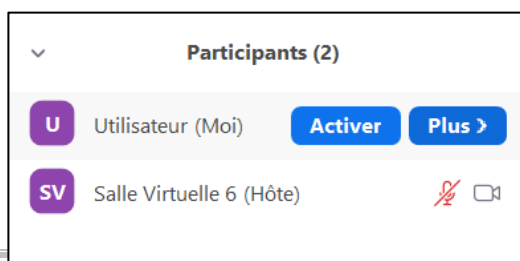 Participants (2)
U Utilisateur (Moi) Activer Plus >
SV Salle Virtuelle 6 (Hôte)